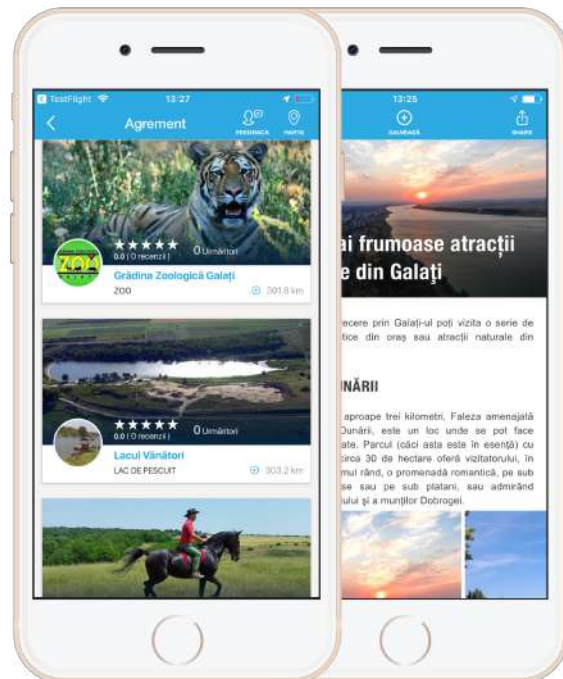 TestFlight
13:27
Agrement
FEEDBACK
HARTA
0.0 ( 0 recenzii )
0 Urmăritori
ZOO
Grădina Zoologică Galați
ZOO
301.8 km
0.0 ( 0 recenzii )
0 Urmăritori
Lacul Vânători
LAC DE PESCUIT
303.2 km
13:25
SALVEAZĂ
SHARE
ai frumoase atracții
e din Galați
ecere prin Galați-ul poți vizita o serie de
tice din oraș sau atracții naturale din
NĂRII
aproape trei kilometri, Faleza amenajată
Dunării, este un loc unde se pot face
ate. Parcul (căci asta este în esență) cu
circa 30 de hectare oferă vizitatorului, în
mul rând, o promenadă romantică, pe sub
se sau pe sub platani, sau admirând
ului și a munților Dobrogei.